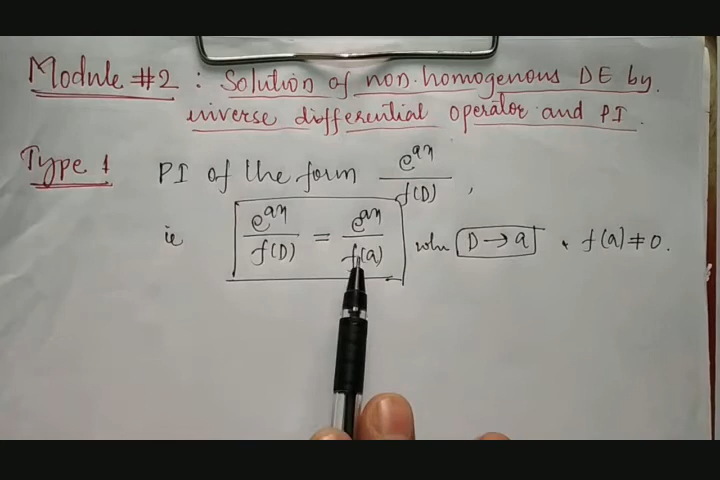 Module #2 : Solution of non-homogenous DE by
inverse differential operator and PI.
Type 1 PI of the form e^{ax}/f(D),
ie e^{ax}/f(D) = e^{ax}/f(a) when D → a, f(a) ≠ 0.